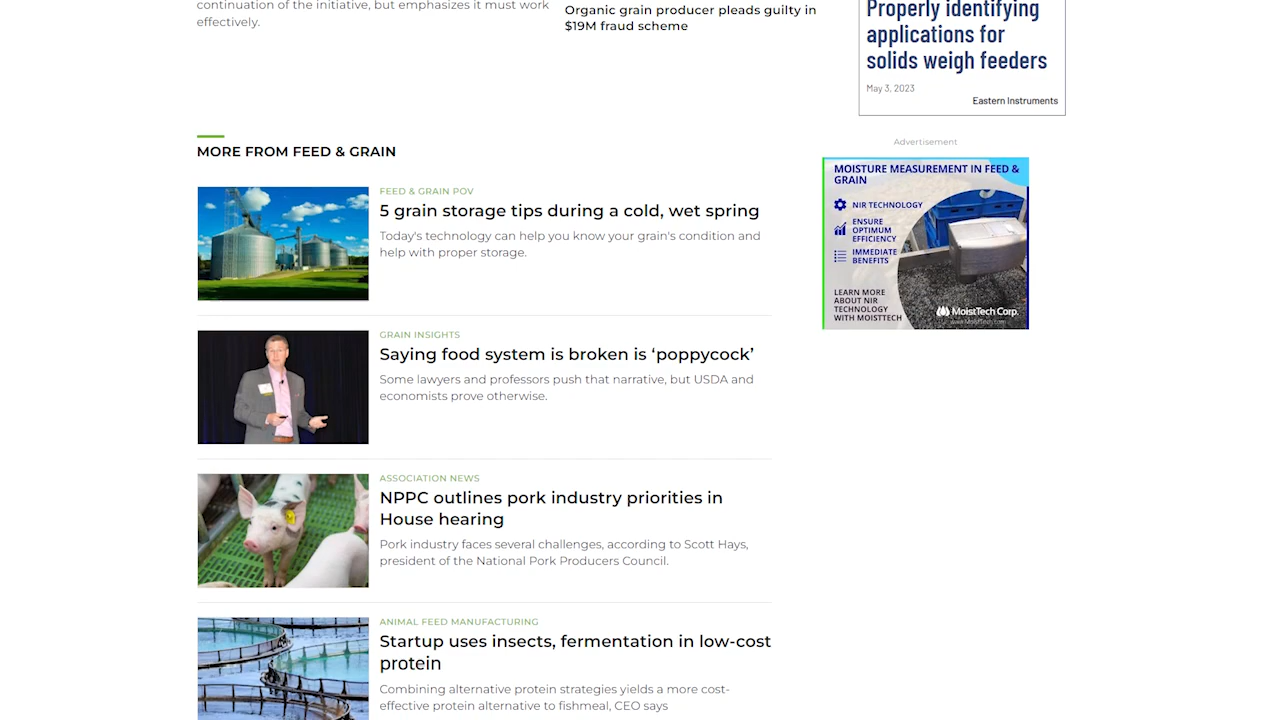 continuation of the initiative, but emphasizes it must work
effectively.
Organic grain producer pleads guilty in
$19M fraud scheme
Properly identifying
applications for
solids weigh feeders
May 3, 2023
Eastern Instruments
MORE FROM FEED & GRAIN
FEED & GRAIN POV
5 grain storage tips during a cold, wet spring
Today's technology can help you know your grain's condition and
help with proper storage.
GRAIN INSIGHTS
Saying food system is broken is ‘poppycock’
Some lawyers and professors push that narrative, but USDA and
economists prove otherwise.
ASSOCIATION NEWS
NPPC outlines pork industry priorities in
House hearing
Pork industry faces several challenges, according to Scott Hays,
president of the National Pork Producers Council.
ANIMAL FEED MANUFACTURING
Startup uses insects, fermentation in low-cost
protein
Combining alternative protein strategies yields a more cost-
effective protein alternative to fishmeal, CEO says
Advertisement
MOISTURE MEASUREMENT IN FEED &
GRAIN
NIR TECHNOLOGY
ENSURE
OPTIMUM
EFFICIENCY
IMMEDIATE
BENEFITS
LEARN MORE
ABOUT NIR
TECHNOLOGY
WITH MOISTTECH
MoistTech Corp.
www.MoistTech.com